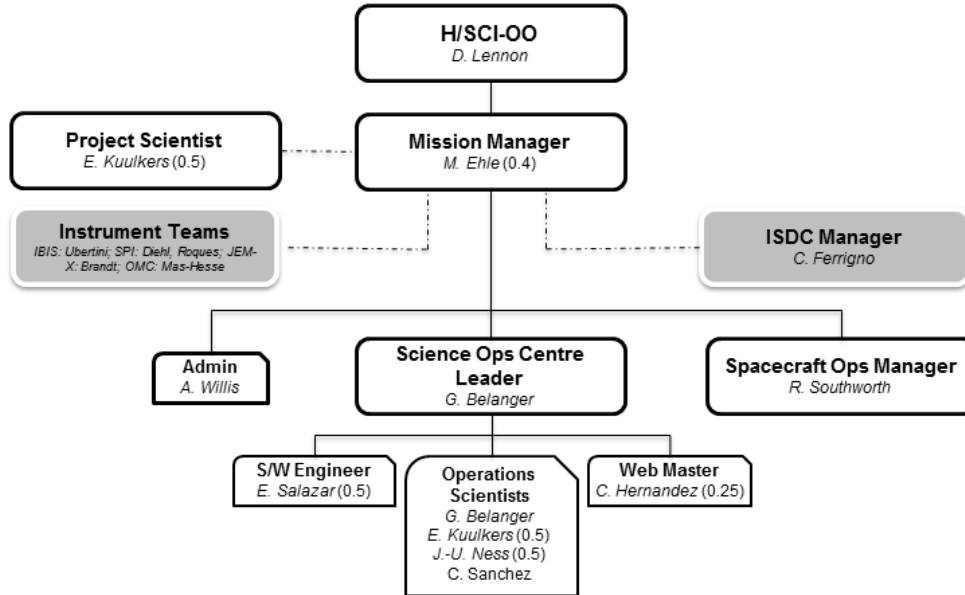 H/SCI-OO
D. Lennon
Project Scientist
E. Kuulkers (0.5)
Mission Manager
M. Ehle (0.4)
Instrument Teams
IBIS: Ubertini; SPI: Diehl, Roques; JEM-
X: Brandt; OMC: Mas-Hesse
ISDC Manager
C. Ferrigno
Admin
A. Willis
Science Ops Centre
Leader
G. Belanger
Spacecraft Ops Manager
R. Southworth
S/W Engineer
E. Salazar (0.5)
Operations
Scientists
G. Belanger
E. Kuulkers (0.5)
J.-U. Ness (0.5)
C. Sanchez
Web Master
C. Hernandez (0.25)